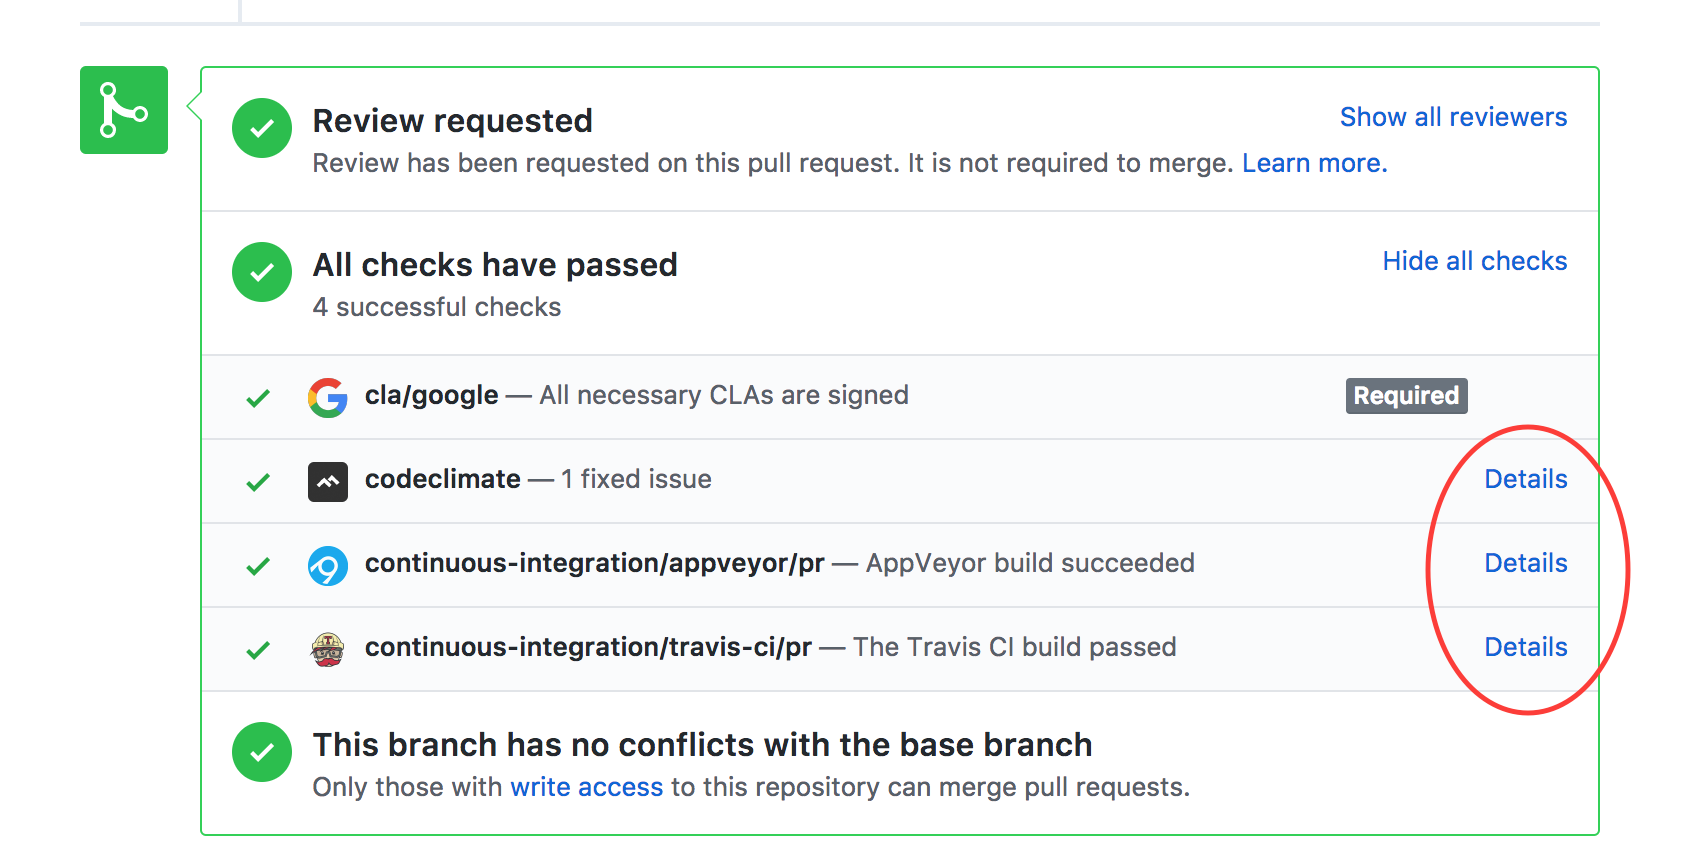 Review requested
Show all reviewers
Review has been requested on this pull request. It is not required to merge. Learn more.
All checks have passed
Hide all checks
4 successful checks
cla/google — All necessary CLAs are signed
Required
codeclimate — 1 fixed issue
Details
continuous-integration/appveyor/pr — AppVeyor build succeeded
Details
continuous-integration/travis-ci/pr — The Travis CI build passed
Details
This branch has no conflicts with the base branch
Only those with write access to this repository can merge pull requests.